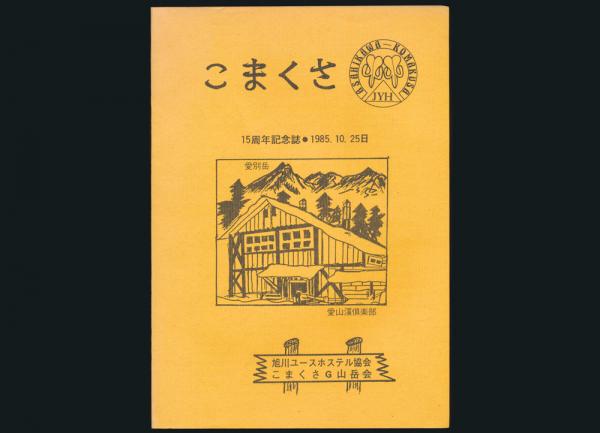 こまくさ
ASAHIKAWA-KOMAKUSA
JYH
15周年記念誌●1985.10.25日
愛別岳
愛山渓倶楽部
旭川ユースホステル協会
こまくさG山岳会